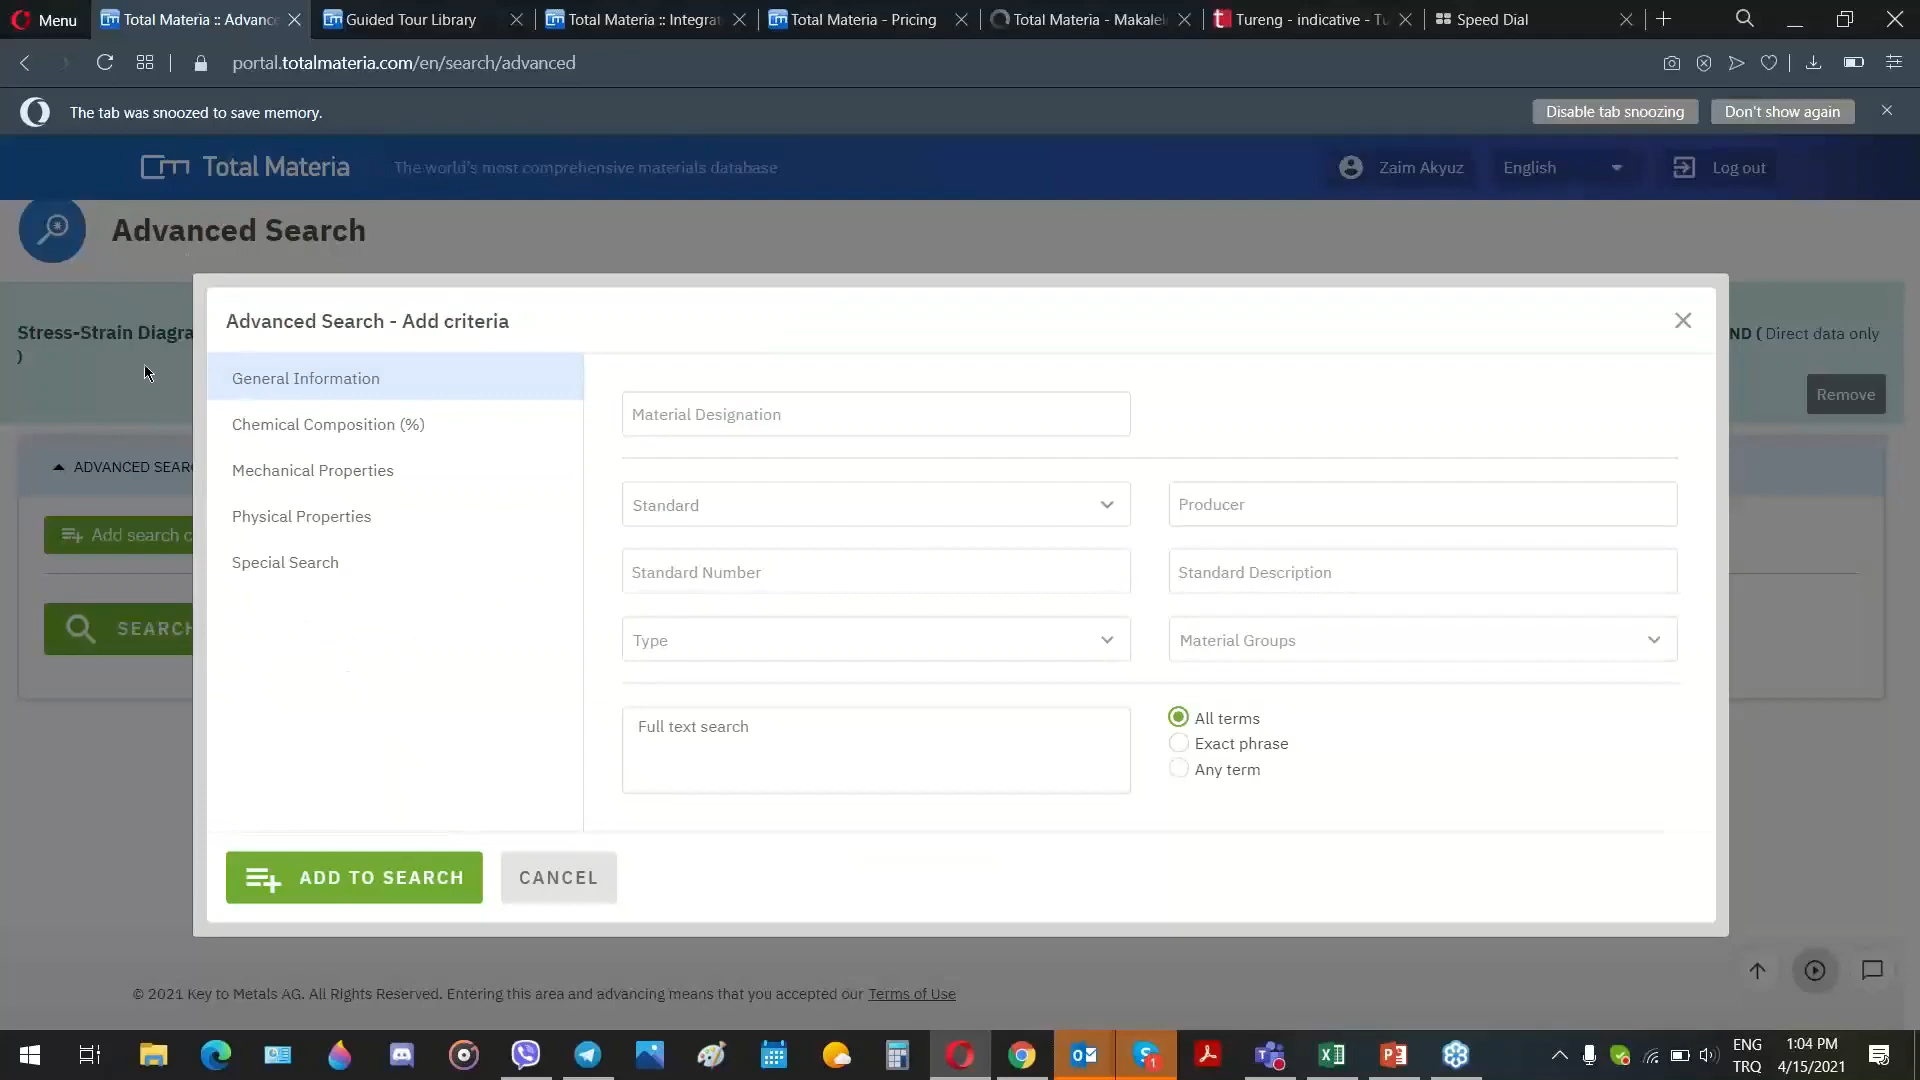 Menu
Total Materia :: Advance
Guided Tour Library
Total Materia :: Integrat
Total Materia - Pricing
Total Materia - Makalel
Tureng - indicative - Tu
Speed Dial
portal.totalmateria.com/en/search/advanced
The tab was snoozed to save memory.
Disable tab snoozing
Don't show again
Total Materia
The world's most comprehensive materials database
Zaim Akyuz
English
Log out
Advanced Search
Stress-Strain Diagra
ND ( Direct data only
)
Remove
ADVANCED SEAR
Add search c
SEARCH
Advanced Search - Add criteria
General Information
Chemical Composition (%)
Mechanical Properties
Physical Properties
Special Search
Material Designation
Standard
Producer
Standard Number
Standard Description
Type
Material Groups
Full text search
All terms
Exact phrase
Any term
ADD TO SEARCH
CANCEL
© 2021 Key to Metals AG. All Rights Reserved. Entering this area and advancing means that you accepted our Terms of Use
1
ENG
TRQ
1:04 PM
4/15/2021